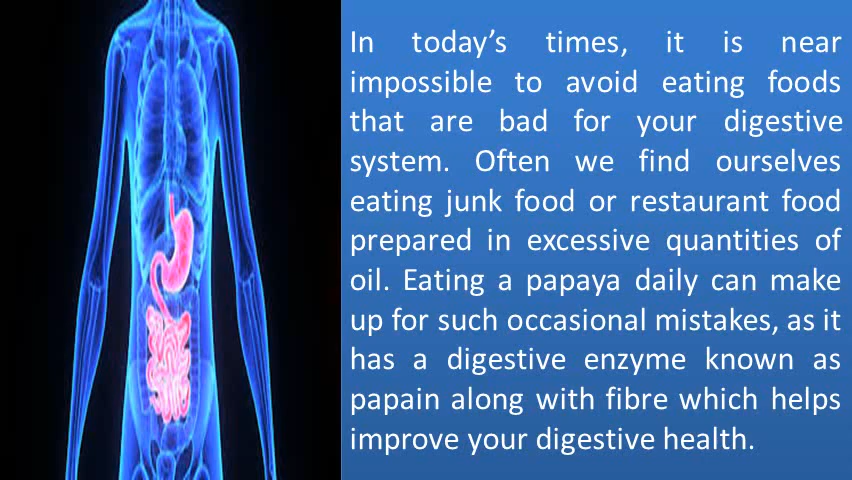 In today’s times, it is near
impossible to avoid eating foods
that are bad for your digestive
system. Often we find ourselves
eating junk food or restaurant food
prepared in excessive quantities of
oil. Eating a papaya daily can make
up for such occasional mistakes, as it
has a digestive enzyme known as
papain along with fibre which helps
improve your digestive health.